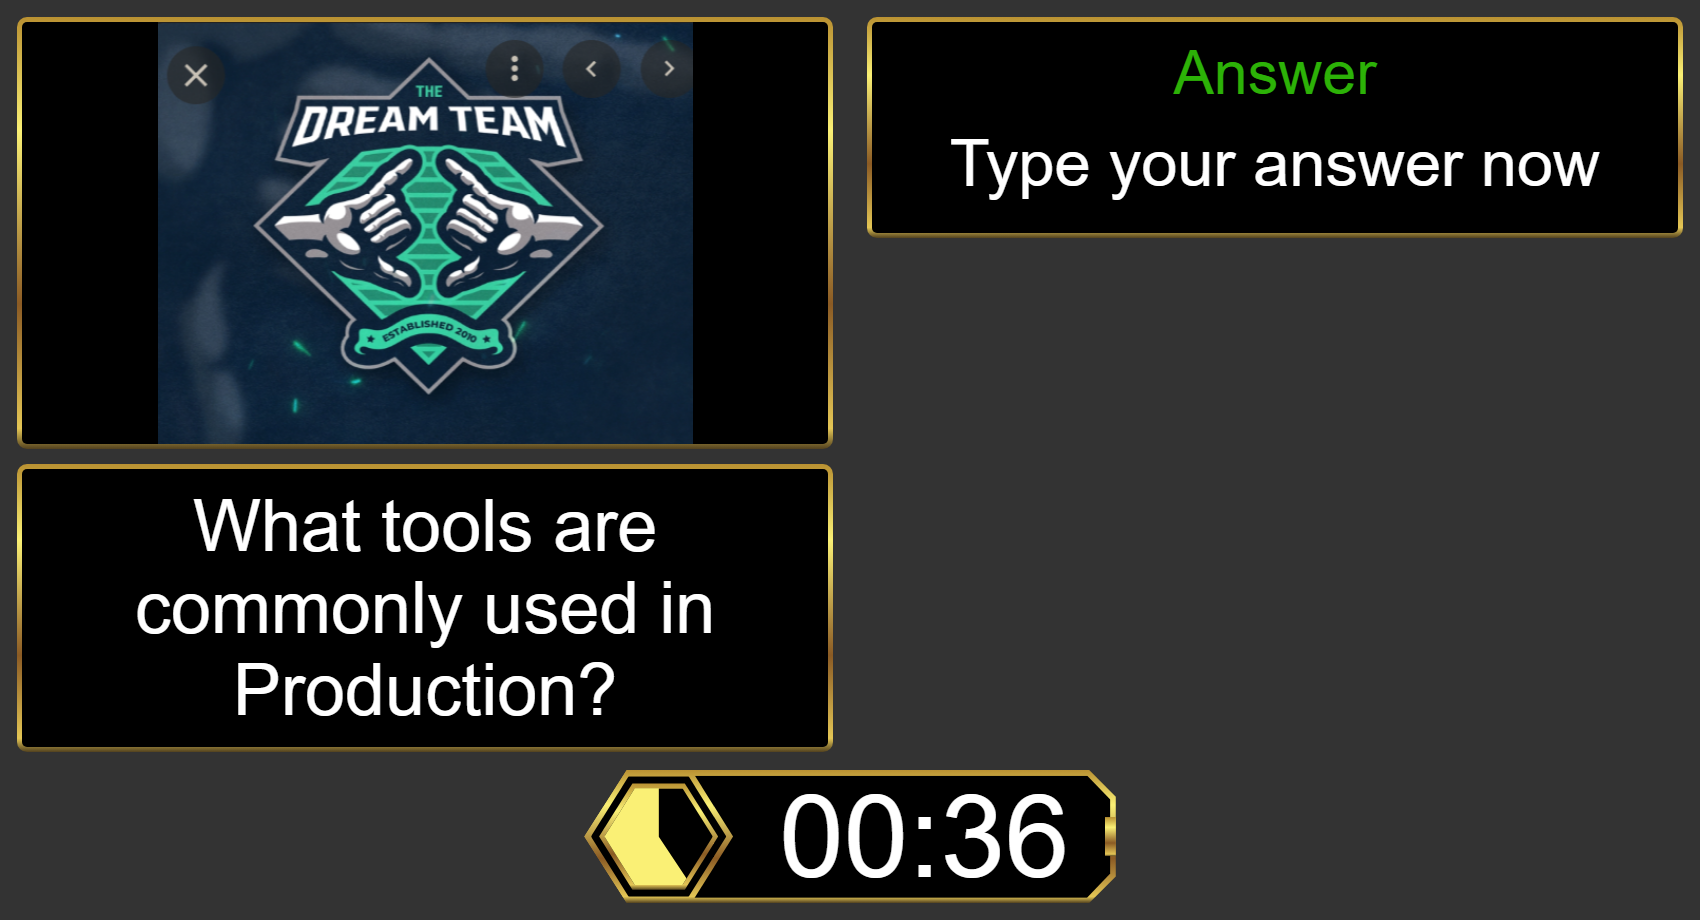 THE
DREAM TEAM
ESTABLISHED 2010
What tools are
commonly used in
Production?
Answer
Type your answer now
00:36